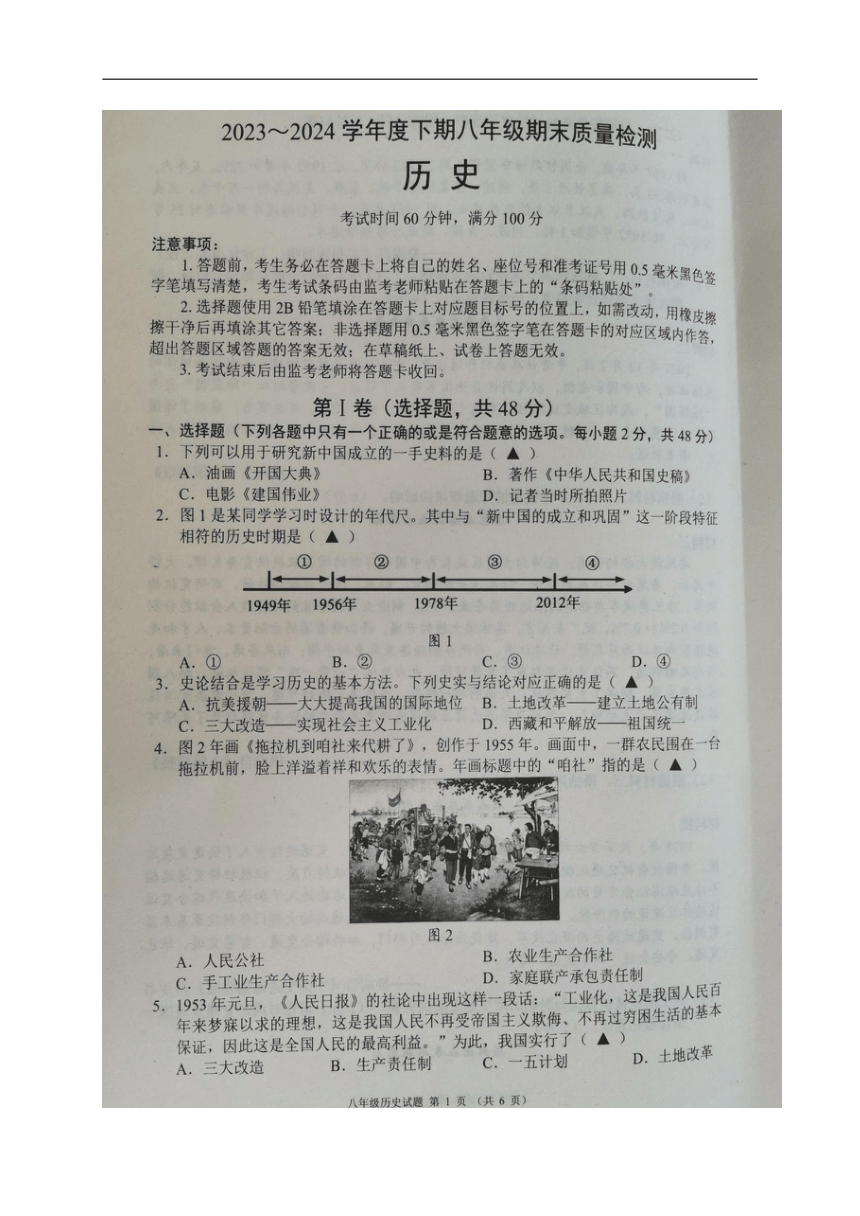 2023～2024 学年度下期八年级期末质量检测
历 史
考试时间 60 分钟，满分 100 分
注意事项：
1. 答题前，考生务必在答题卡上将自己的姓名、座位号和准考证号用 0.5 毫米黑色签
字笔填写清楚，考生考试条码由监考老师粘贴在答题卡上的“条码粘贴处”。
2. 选择题使用 2B 铅笔填涂在答题卡上对应题目标号的位置上，如需改动，用橡皮擦
擦干净后再填涂其它答案；非选择题用 0.5 毫米黑色签字笔在答题卡的对应区域内作答，
超出答题区域答题的答案无效；在草稿纸上、试卷上答题无效。
3. 考试结束后由监考老师将答题卡收回。
第 I 卷（选择题，共 48 分）
一、选择题（下列各题中只有一个正确的或是符合题意的选项。每小题 2 分，共 48 分）
1. 下列可以用于研究新中国成立的一手史料的是（ ▲ ）
A. 油画《开国大典》 B. 著作《中华人民共和国史稿》
C. 电影《建国伟业》 D. 记者当时所拍照片
2. 图 1 是某同学学习时设计的年代尺。其中与“新中国的成立和巩固”这一阶段特征
相符的历史时期是（ ▲ ）
① ② ③ ④
1949年 1956年 1978年 2012年
图 1
A. ① B. ② C. ③ D. ④
3. 史论结合是学习历史的基本方法。下列史实与结论对应正确的是（ ▲ ）
A. 抗美援朝——大大提高我国的国际地位 B. 土地改革——建立土地公有制
C. 三大改造——实现社会主义工业化 D. 西藏和平解放——祖国统一
4. 图 2 年画《拖拉机到咱社来代耕了》，创作于 1955 年。画面中，一群农民围在一台
拖拉机前，脸上洋溢着祥和欢乐的表情。年画标题中的“咱社”指的是（ ▲ ）
图 2
A. 人民公社 B. 农业生产合作社
C. 手工业生产合作社 D. 家庭联产承包责任制
5. 1953 年元旦，《人民日报》的社论中出现这样一段话：“工业化，这是我国人民百
年来梦寐以求的理想，这是我国人民不再受帝国主义欺侮、不再过穷困生活的基本
保证，因此这是全国人民的最高利益。”为此，我国实行了（ ▲ ）
A. 三大改造 B. 生产责任制 C. 一五计划 D. 土地改革
八年级历史试题 第 1 页 （共 6 页）